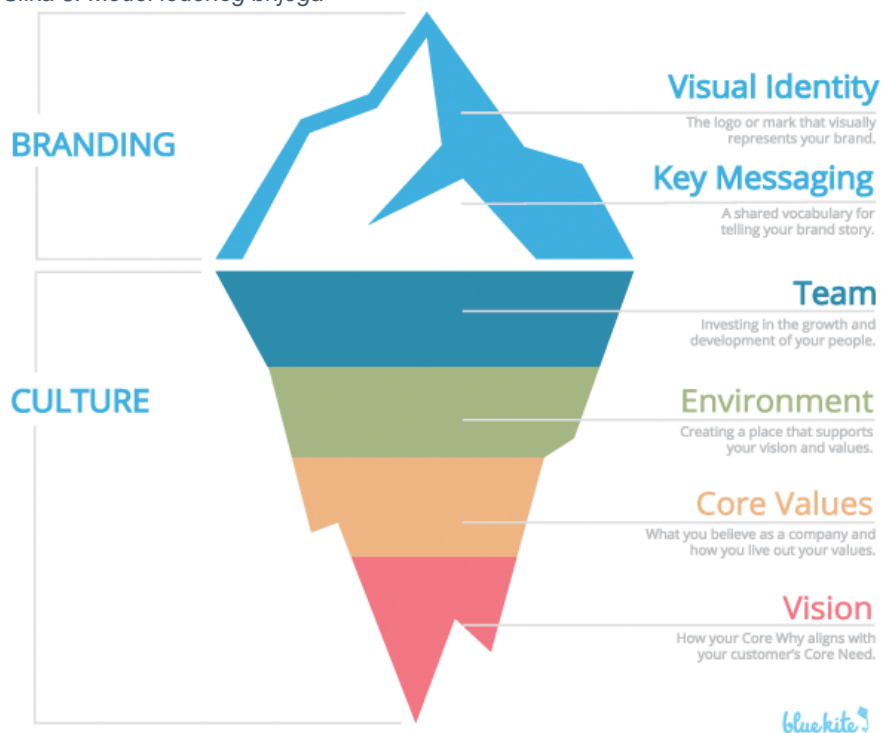 BRANDING
Visual Identity
The logo or mark that visually
represents your brand.
Key Messaging
A shared vocabulary for
telling your brand story.
CULTURE
Team
Investing in the growth and
development of your people.
Environment
Creating a place that supports
your vision and values.
Core Values
What you believe as a company and
how you live out your values.
Vision
How your Core Why aligns with
your customer's Core Need.
bluekite